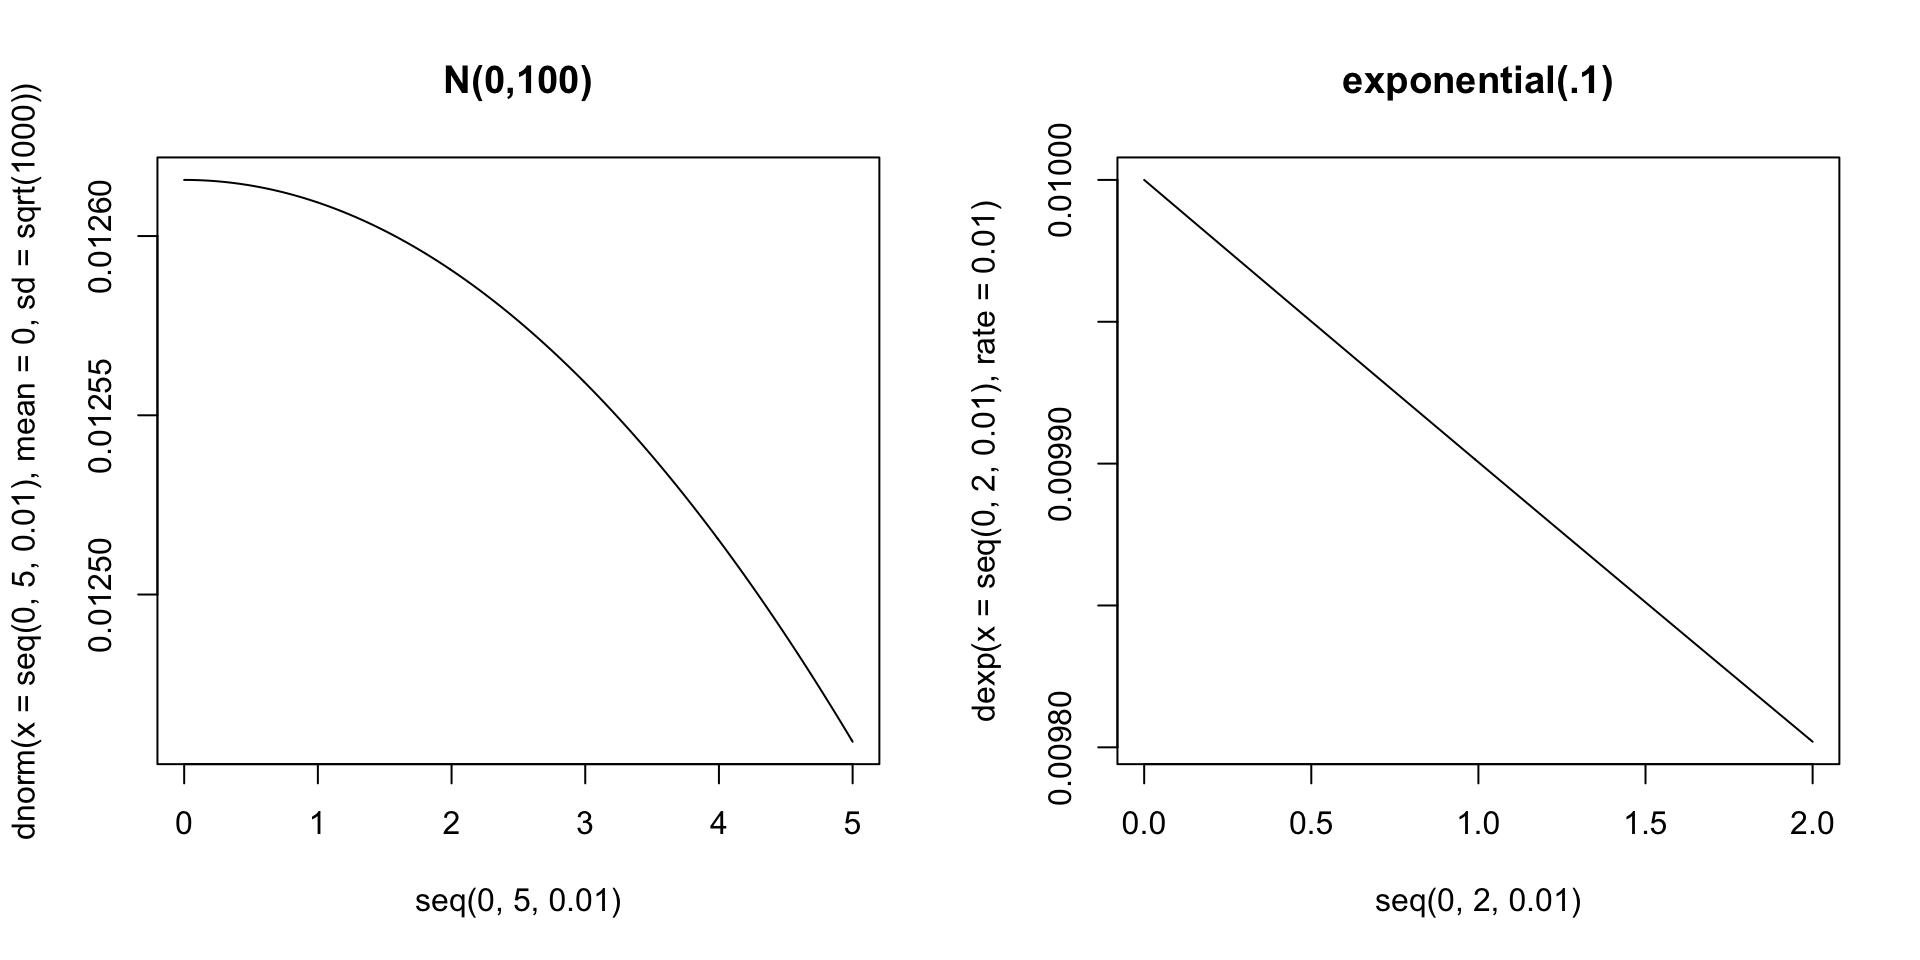 N(0,100)
dnorm(x = seq(0, 5, 0.01), mean = 0, sd = sqrt(1000))
0.01260
0.01255
0.01250
0 1 2 3 4 5
seq(0, 5, 0.01)
exponential(.1)
dexp(x = seq(0, 2, 0.01), rate = 0.01)
0.01000
0.00990
0.00980
0.0 0.5 1.0 1.5 2.0
seq(0, 2, 0.01)